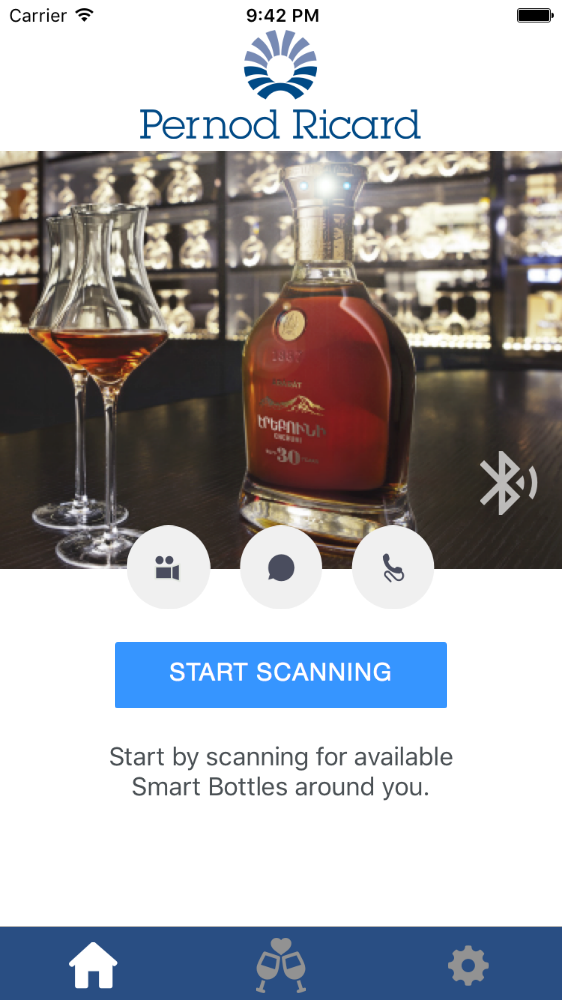 Carrier
9:42 PM
Pernod Ricard
1887
ԷՐԵԲՈՒՆԻ
EREBUNI
30
START SCANNING
Start by scanning for available
Smart Bottles around you.